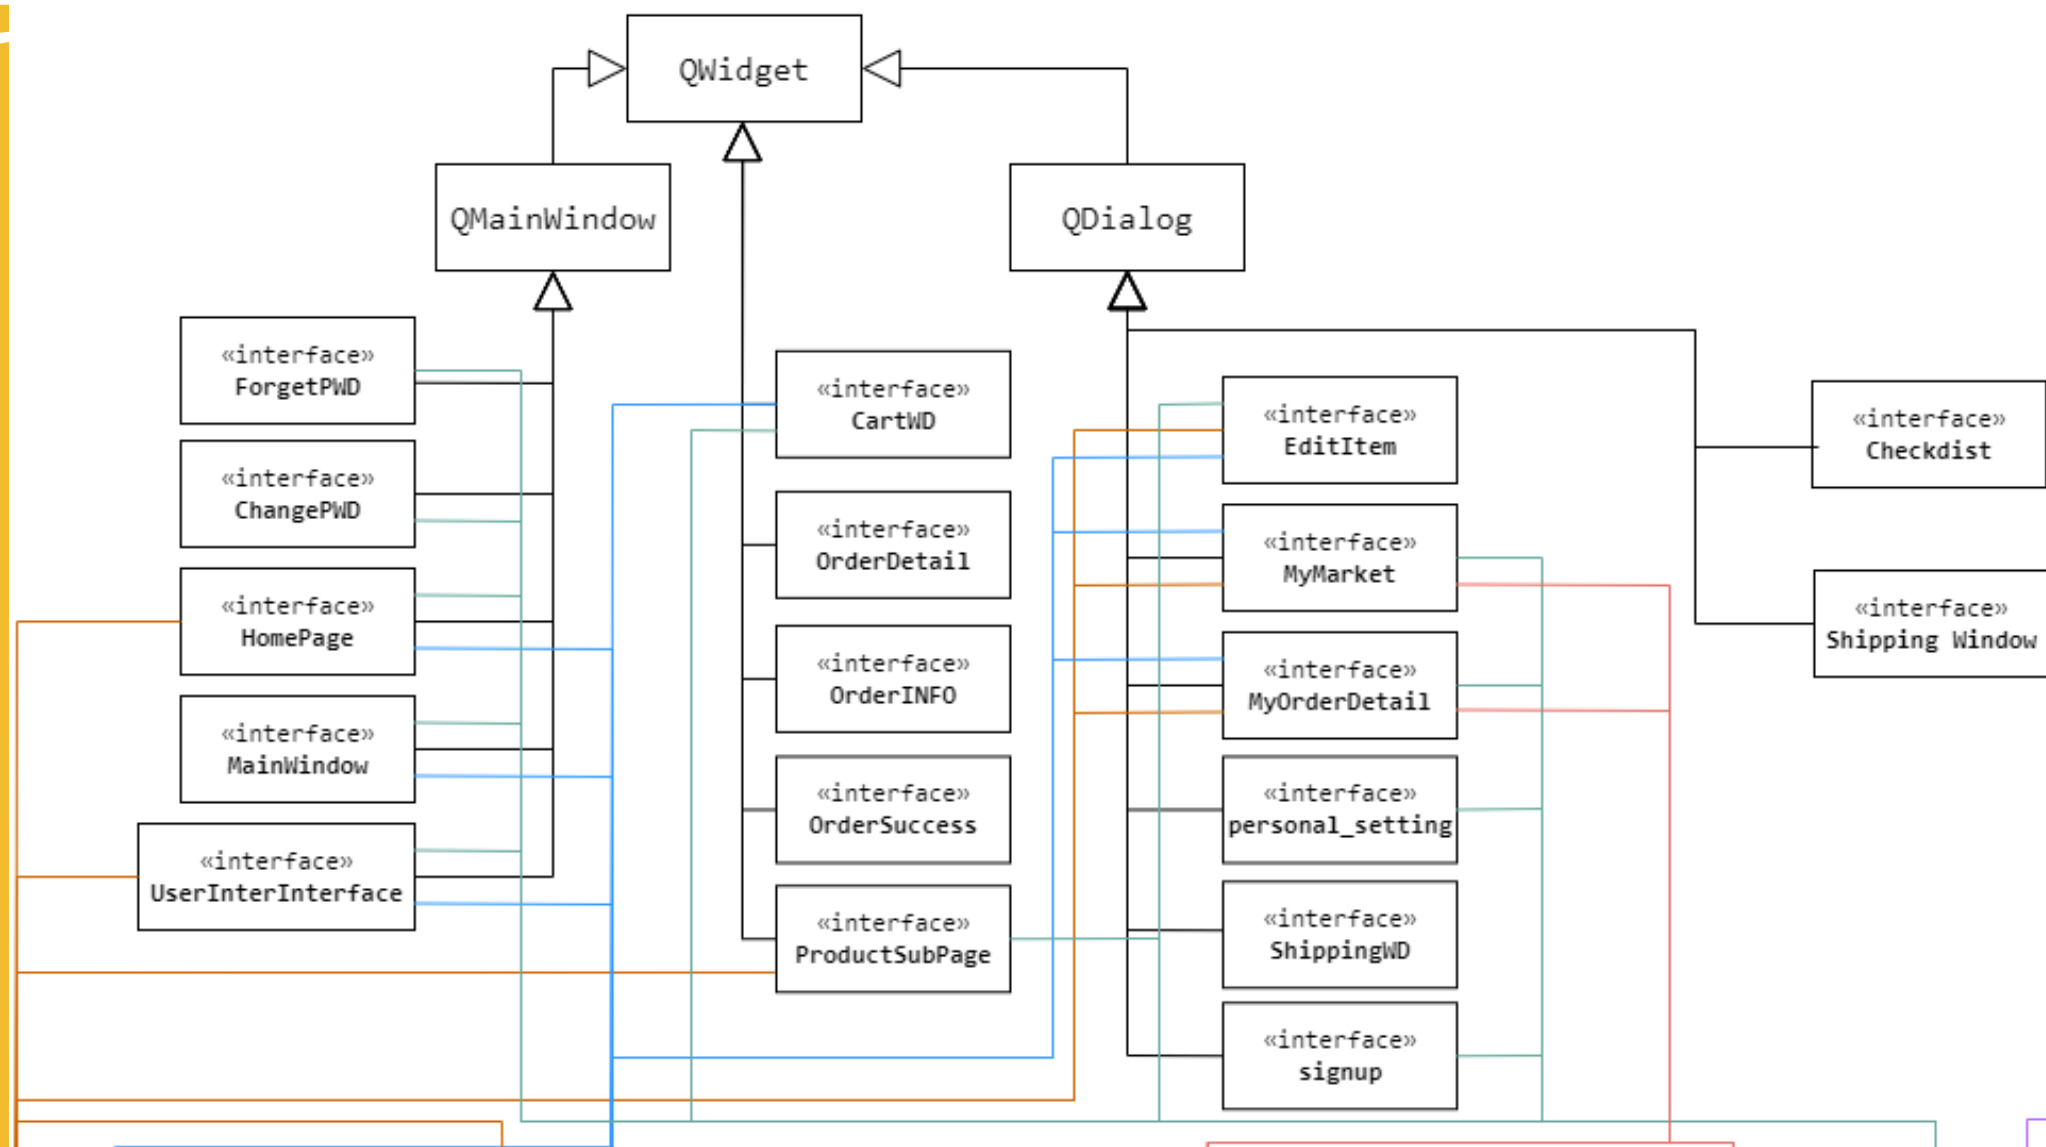 QWidget
QMainWindow
QDialog
«interface»
ForgetPWD
«interface»
ChangePWD
«interface»
HomePage
«interface»
MainWindow
«interface»
UserInterInterface
«interface»
CartWD
«interface»
OrderDetail
«interface»
OrderINFO
«interface»
OrderSuccess
«interface»
ProductSubPage
«interface»
EditItem
«interface»
MyMarket
«interface»
MyOrderDetail
«interface»
personal_setting
«interface»
ShippingWD
«interface»
signup
«interface»
Checkdist
«interface»
Shipping Window